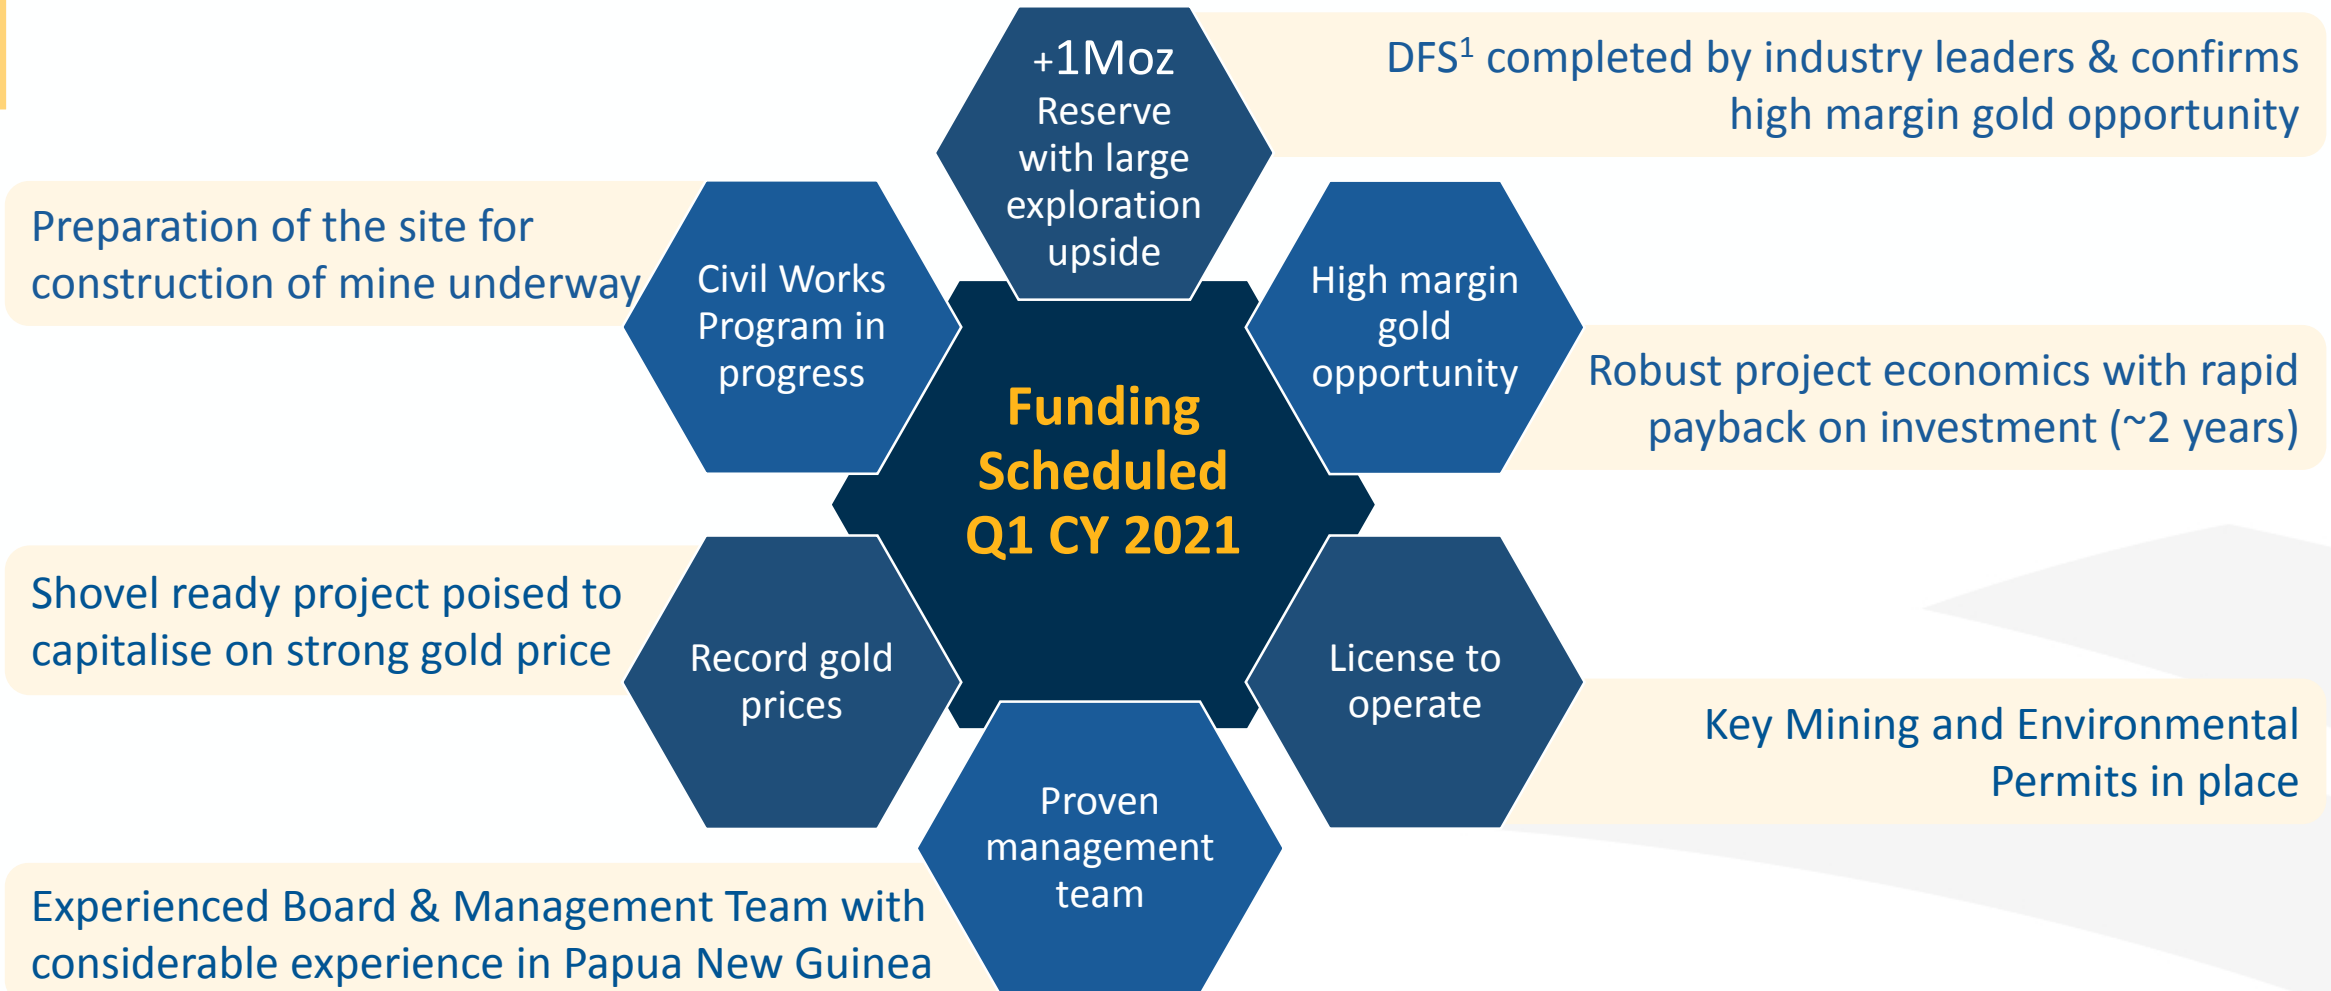 +1Moz
Reserve
with large
exploration
upside
DFS¹ completed by industry leaders & confirms
high margin gold opportunity
High margin
gold
opportunity
Robust project economics with rapid
payback on investment (~2 years)
License to
operate
Key Mining and Environmental
Permits in place
Proven
management
team
Experienced Board & Management Team with
considerable experience in Papua New Guinea
Record gold
prices
Shovel ready project poised to
capitalise on strong gold price
Civil Works
Program in
progress
Preparation of the site for
construction of mine underway
Funding
Scheduled
Q1 CY 2021